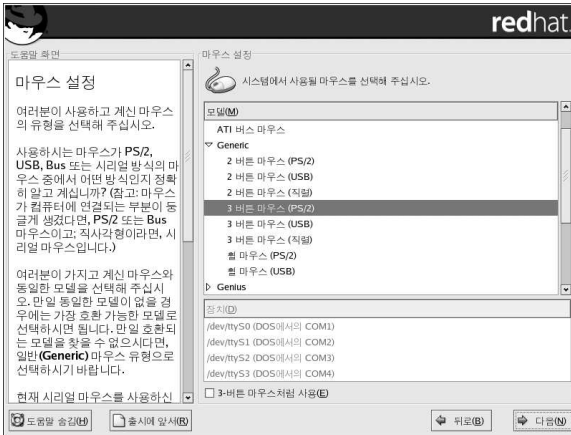 redhat.
도움말 화면
마우스 설정
여러분이 사용하고 계신 마우스
의 유형을 선택해 주십시오.
사용하시는 마우스가 PS/2,
USB, Bus 또는 시리얼 방식의 마
우스 중에서 어떤 방식인지 정확
히 알고 계십니까? (참고: 마우스
가 컴퓨터에 연결되는 부분이 둥
글게 생겼다면, PS/2 또는 Bus
마우스이고; 직사각형이라면, 시
리얼 마우스입니다.)
여러분이 가지고 계신 마우스와
동일한 모델을 선택해 주십시
오. 만일 동일한 모델이 없을 경
우에는 가장 호환 가능한 모델로
선택하시면 됩니다. 만일 호환되
는 모델을 찾을 수 없으시다면,
일반(Generic) 마우스 유형으로
선택하시기 바랍니다.
현재 시리얼 마우스를 사용하신
마우스 설정
시스템에서 사용될 마우스를 선택해 주십시오.
모델(M)
ATI 버스 마우스
Generic
2 버튼 마우스 (PS/2)
2 버튼 마우스 (USB)
2 버튼 마우스 (직렬)
3 버튼 마우스 (PS/2)
3 버튼 마우스 (USB)
3 버튼 마우스 (직렬)
휠 마우스 (PS/2)
휠 마우스 (USB)
Genius
장치(D)
/dev/ttyS0 (DOS에서의 COM1)
/dev/ttyS1 (DOS에서의 COM2)
/dev/ttyS2 (DOS에서의 COM3)
/dev/ttyS3 (DOS에서의 COM4)
3-버튼 마우스처럼 사용(E)
도움말 숨김(H)
출시에 앞서(R)
뒤로(B)
다음(N)